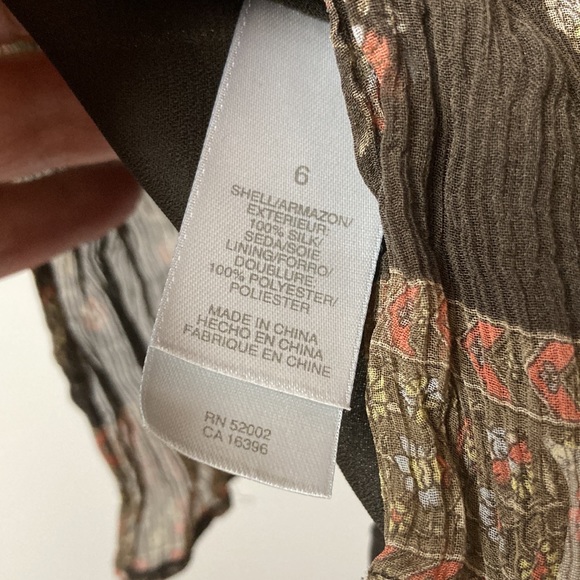 6
SHELL/ARMAZON/
EXTERIEUR:
100% SILK/
SEDA/SOIE
LINING/FORRO/
DOUBLURE:
100% POLYESTER/
POLIESTER
MADE IN CHINA
HECHO EN CHINA
FABRIQUE EN CHINE
RN 52002
CA 16396